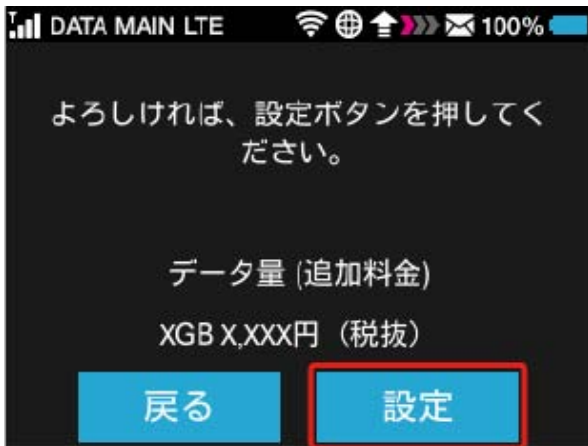 DATA MAIN LTE 100%
よろしければ、設定ボタンを押してく
ださい。
データ量 (追加料金)
XGB X,XXX円（税抜）
戻る 設定